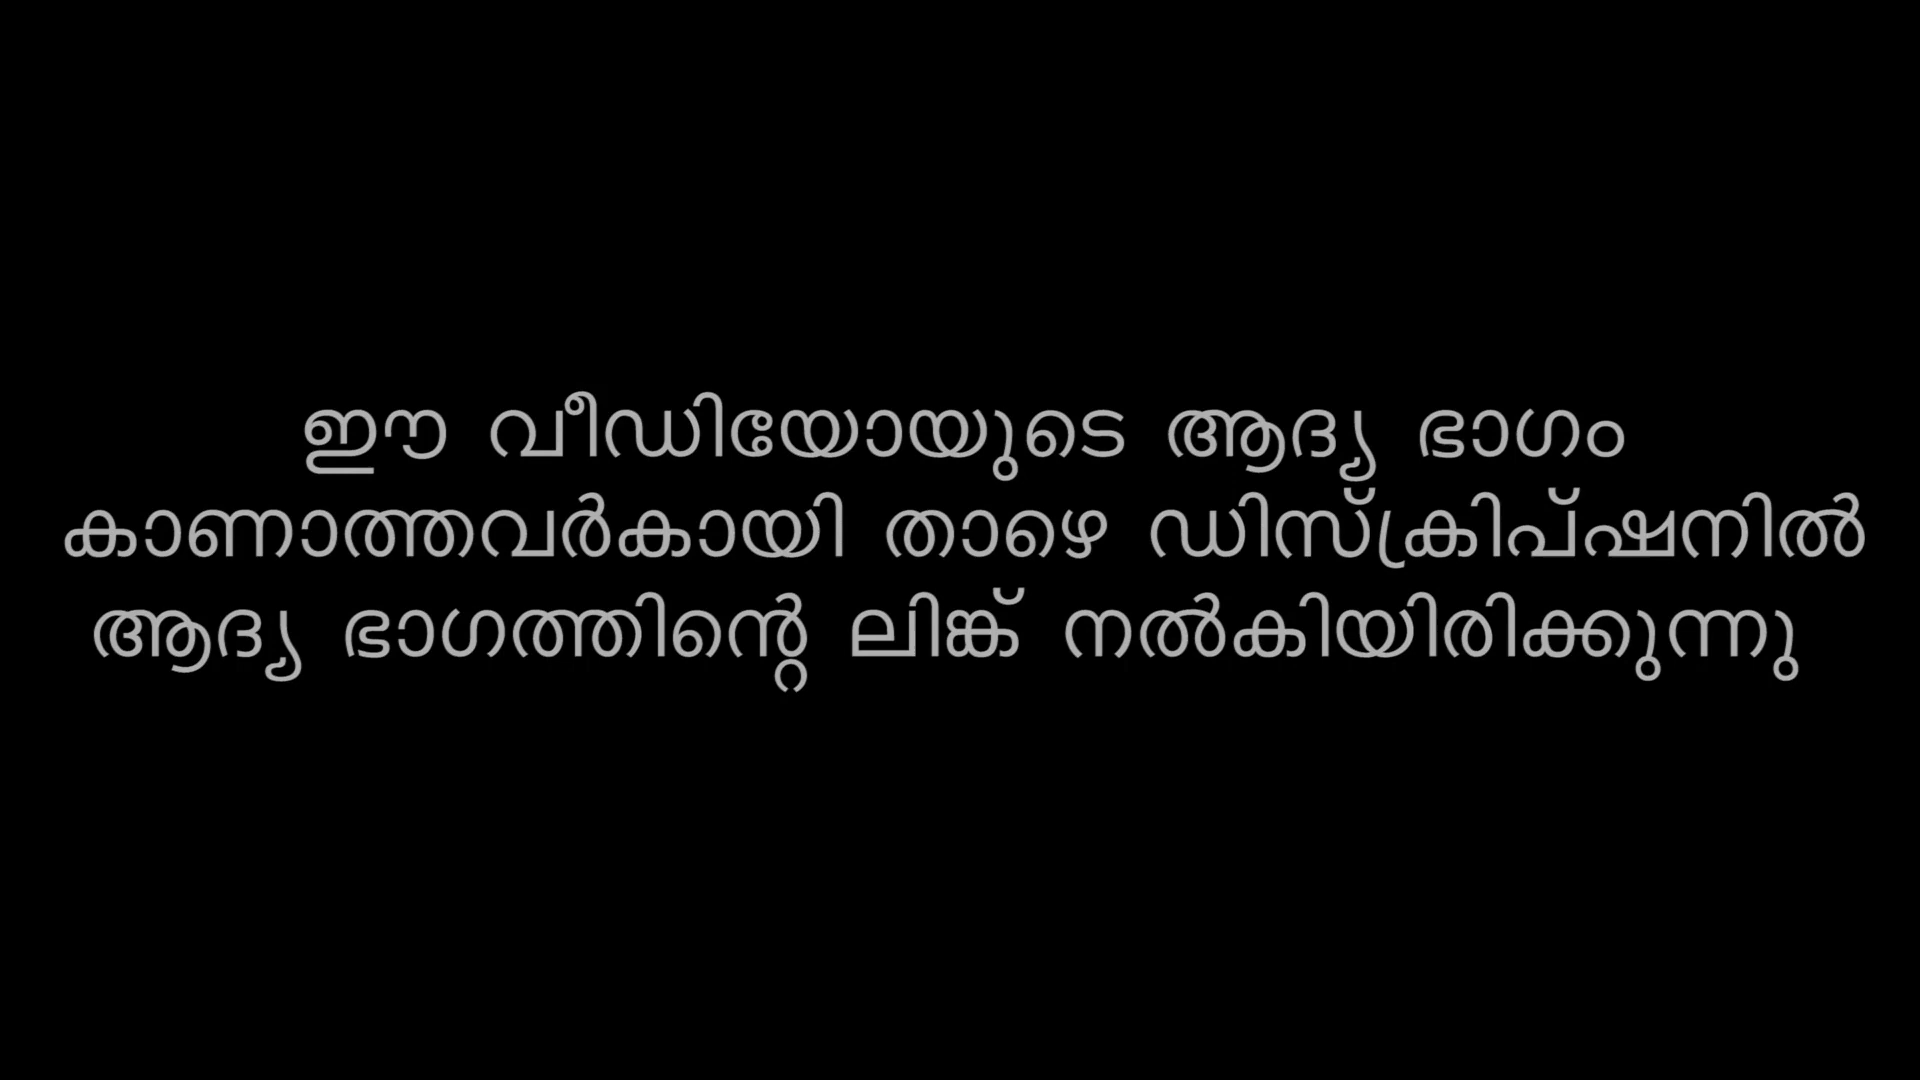 ഈ വീഡിയോയുടെ ആദ്യ ഭാഗം
കാണാത്തവർകായി താഴെ ഡിസ്ക്രിപ്ഷനിൽ
ആദ്യ ഭാഗത്തിന്റെ ലിങ്ക് നൽകിയിരിക്കുന്നു